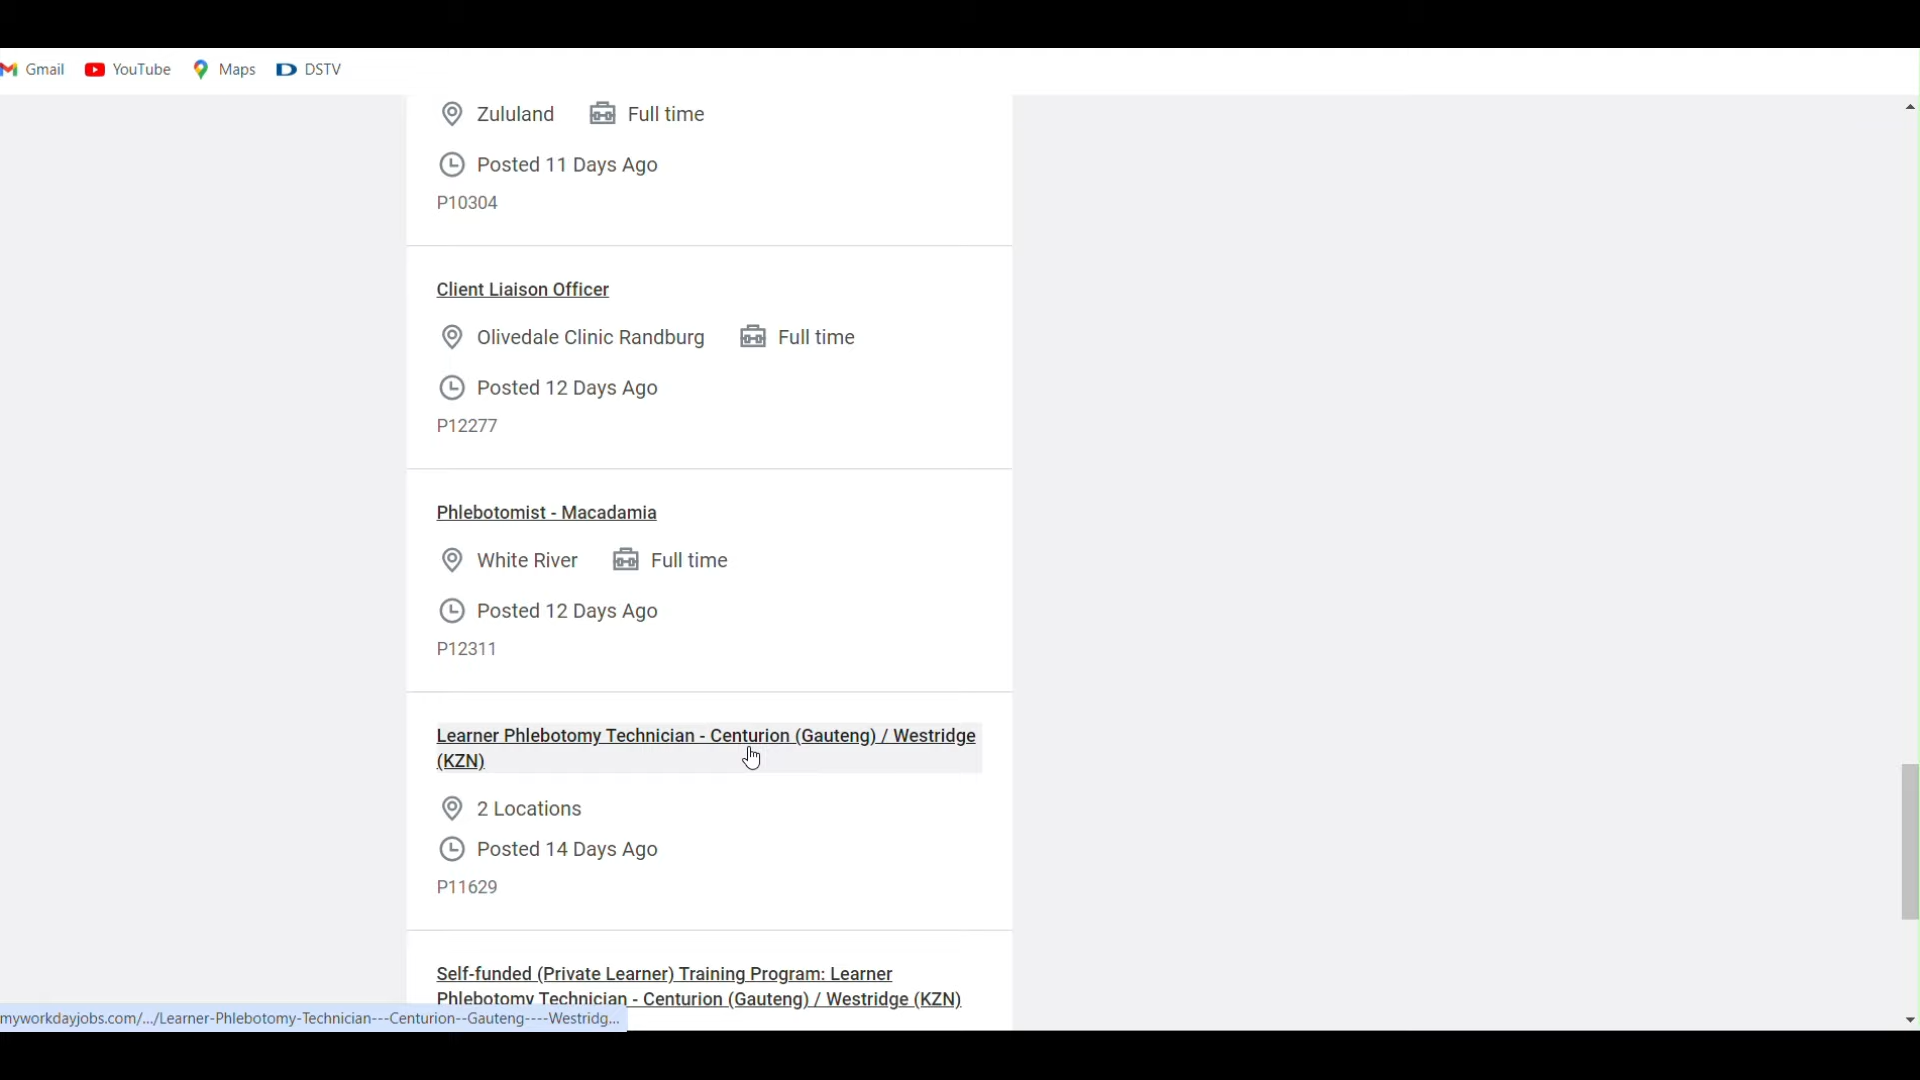 Gmail YouTube Maps DSTV
Zululand Full time
Posted 11 Days Ago
P10304
Client Liaison Officer
Olivedale Clinic Randburg Full time
Posted 12 Days Ago
P12277
Phlebotomist - Macadamia
White River Full time
Posted 12 Days Ago
P12311
Learner Phlebotomy Technician - Centurion (Gauteng) / Westridge
(KZN)
2 Locations
Posted 14 Days Ago
P11629
Self-funded (Private Learner) Training Program: Learner
Phlebotomy Technician - Centurion (Gauteng) / Westridge (KZN)
myworkdayjobs.com/.../Learner-Phlebotomy-Technician---Centurion--Gauteng----Westridg...